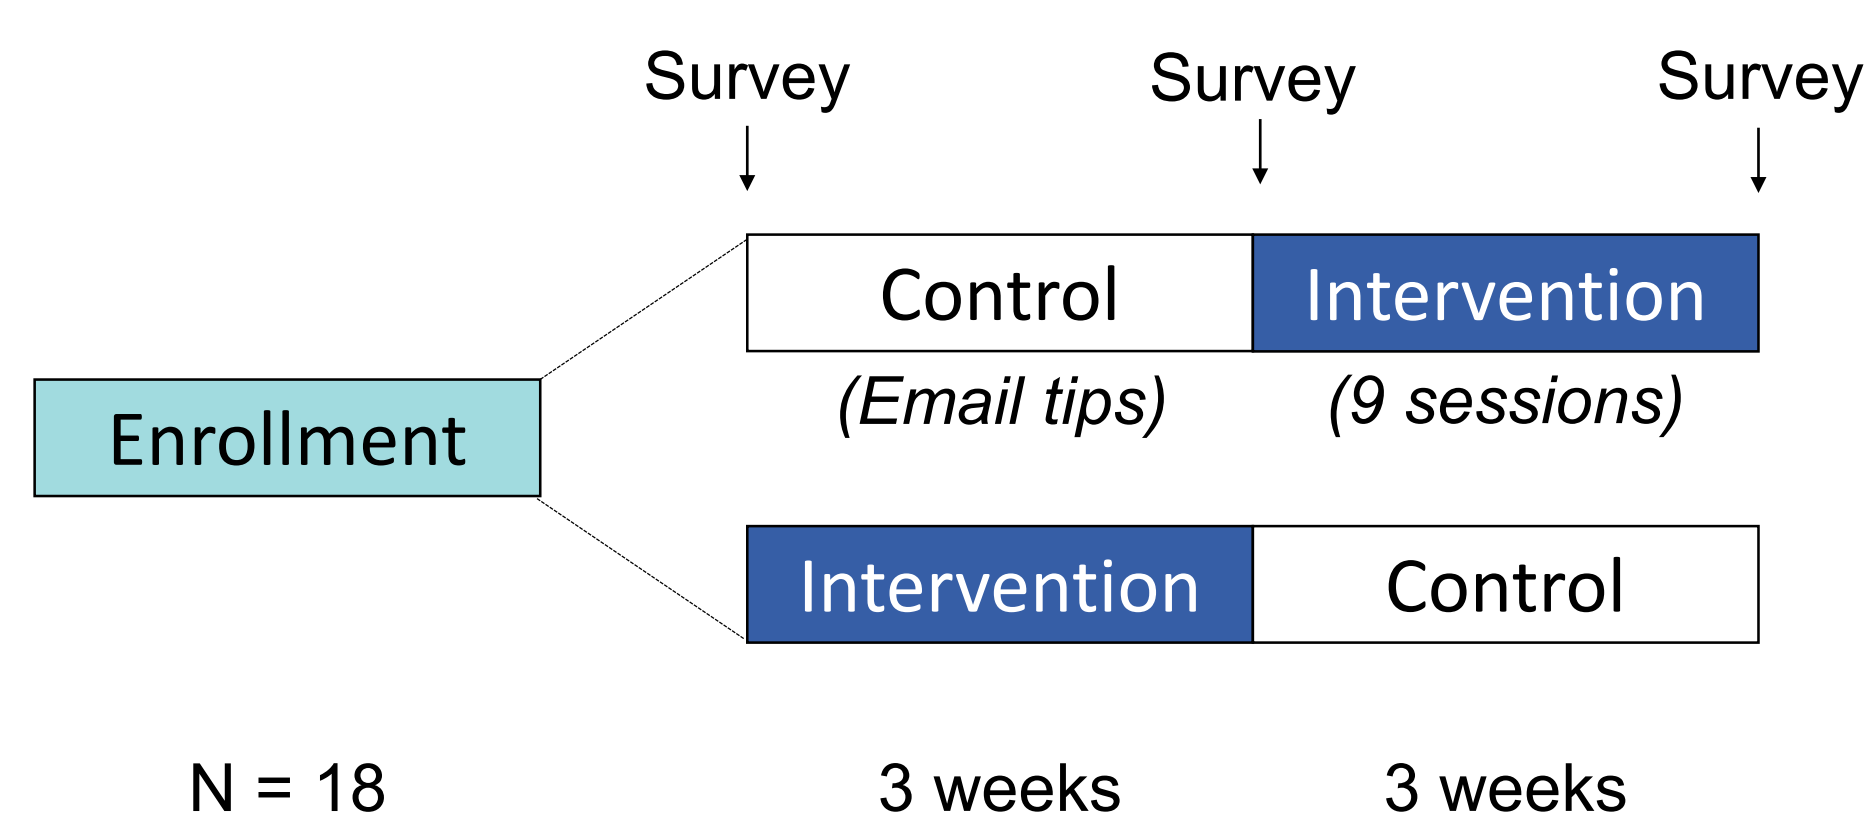 Survey Survey Survey
Control Intervention
(Email tips) (9 sessions)
Enrollment
Intervention Control
N = 18 3 weeks 3 weeks